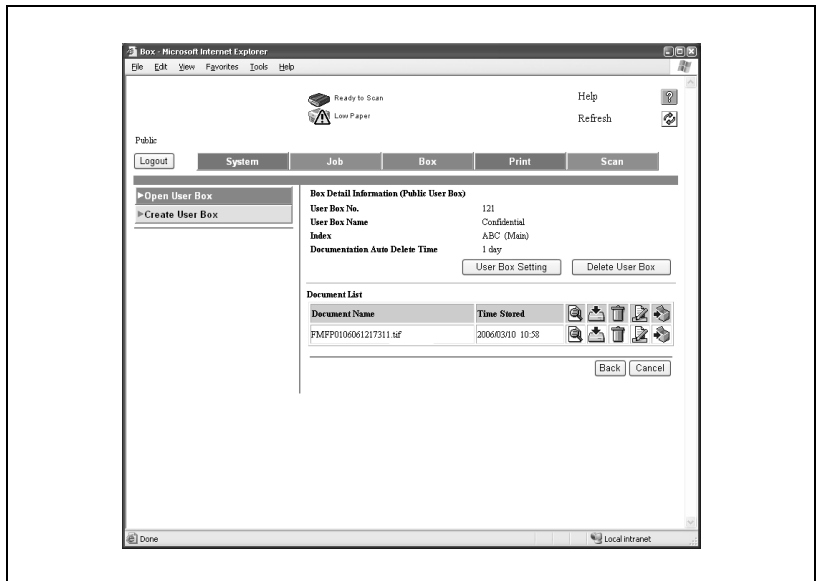 Box - Microsoft Internet Explorer
File Edit View Favorites Tools Help
Ready to Scan
Low Paper
Help
Refresh
Public
Logout System Job Box Print Scan
Open User Box
Create User Box
Box Detail Information (Public User Box)
User Box No. 121
User Box Name Confidential
Index ABC (Main)
Documentation Auto Delete Time 1 day
User Box Setting Delete User Box
Document List
Document Name Time Stored
FMFP0106061217311.tif 2006/03/10 10:58
Back Cancel
Done Local intranet